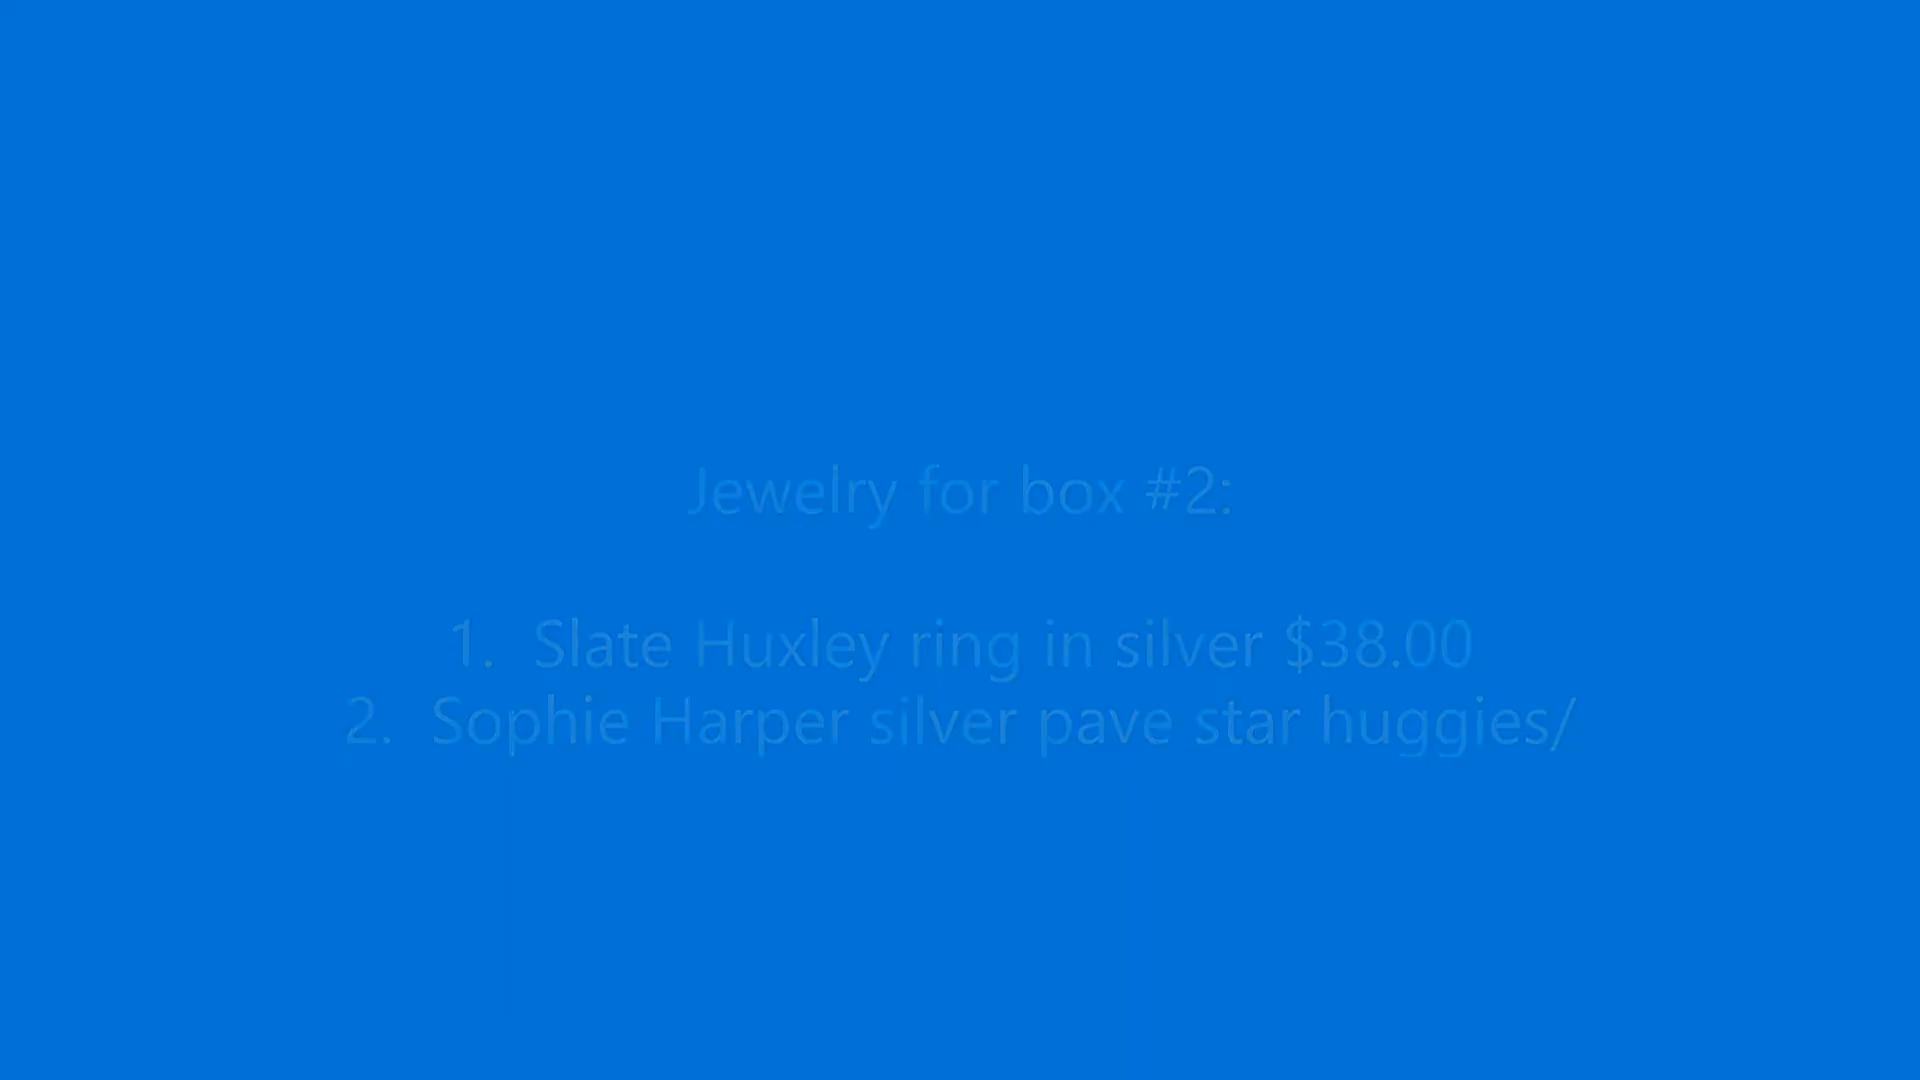 Jewelry for box #2:
1. Slate Huxley ring in silver $38.00
2. Sophie Harper silver pave star huggies/